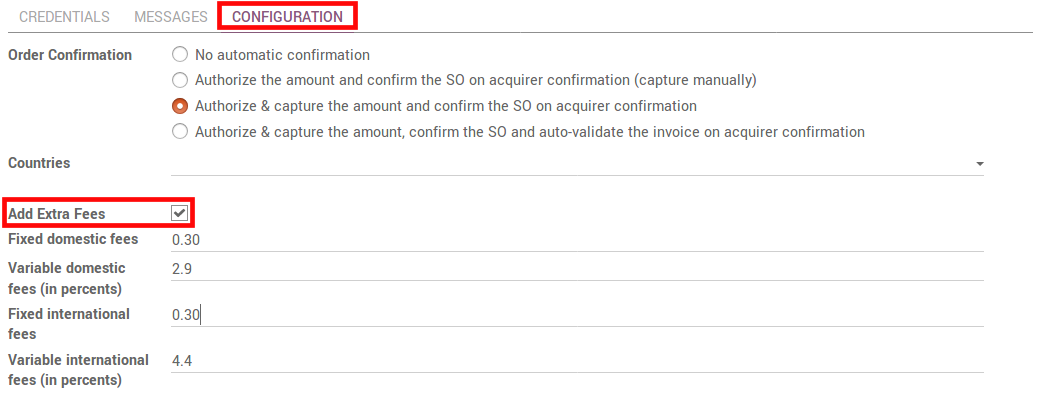 CREDENTIALS MESSAGES CONFIGURATION
Order Confirmation No automatic confirmation
Authorize the amount and confirm the SO on acquirer confirmation (capture manually)
Authorize & capture the amount and confirm the SO on acquirer confirmation
Authorize & capture the amount, confirm the SO and auto-validate the invoice on acquirer confirmation
Countries
Add Extra Fees
Fixed domestic fees 0.30
Variable domestic 2.9
fees (in percents)
Fixed international 0.30
fees
Variable international 4.4
fees (in percents)